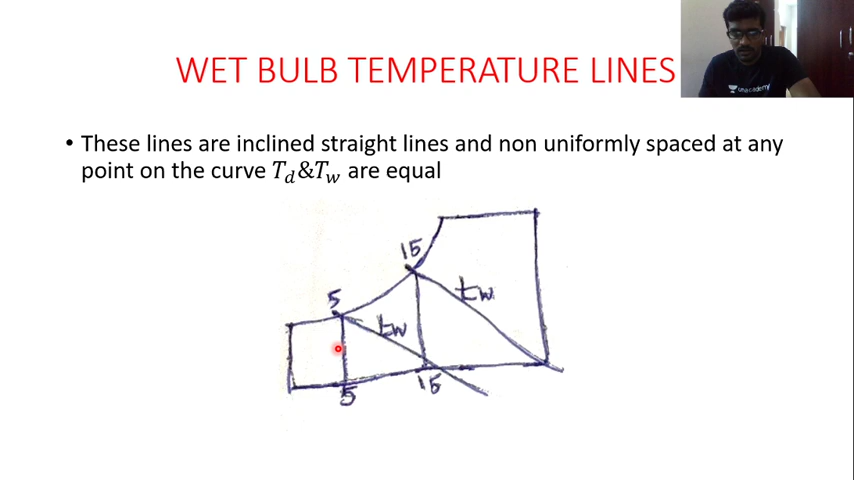 WET BULB TEMPERATURE LINES
• These lines are inclined straight lines and non uniformly spaced at any
point on the curve T_d&T_w are equal
15
5
tw
tw
5
15